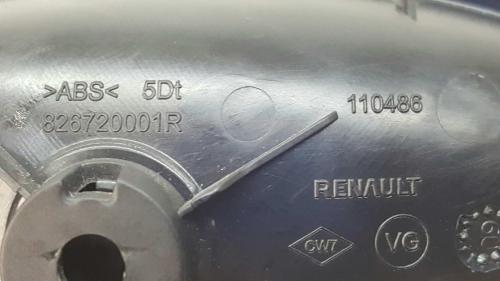 >ABS< 5Dt
826720001R
110486
RENAULT
CW7 VG